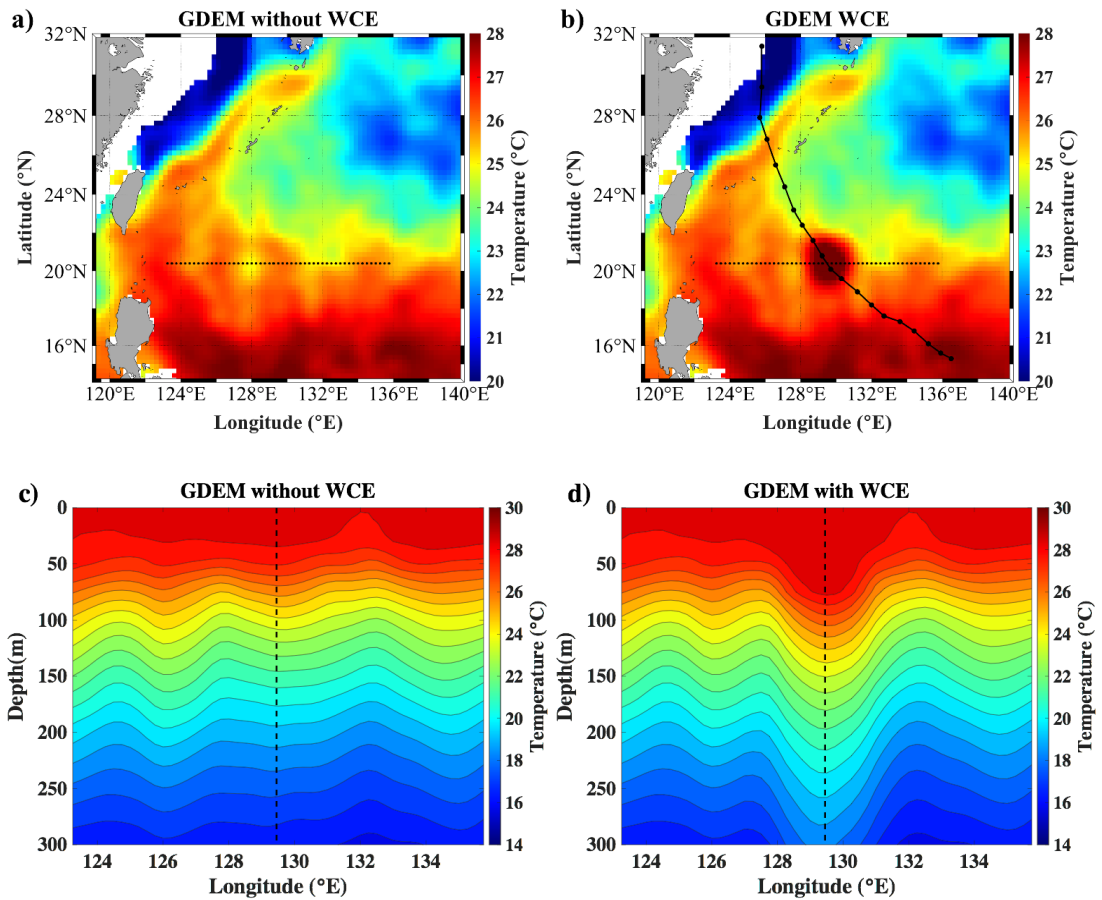 a)
GDEM without WCE
32°N
28°N
24°N
20°N
16°N
120°E
124°E
128°E
132°E
136°E
140°E
Latitude (°N)
Longitude (°E)
28
27
26
25
24
23
22
21
20
Temperature (°C)
b)
GDEM WCE
32°N
28°N
24°N
20°N
16°N
120°E
124°E
128°E
132°E
136°E
140°E
Latitude (°N)
Longitude (°E)
28
27
26
25
24
23
22
21
20
Temperature (°C)
c)
GDEM without WCE
0
50
100
150
200
250
300
124
126
128
130
132
134
Depth(m)
Longitude (°E)
30
28
26
24
22
20
18
16
14
Temperature (°C)
d)
GDEM with WCE
0
50
100
150
200
250
300
124
126
128
130
132
134
Depth(m)
Longitude (°E)
30
28
26
24
22
20
18
16
14
Temperature (°C)